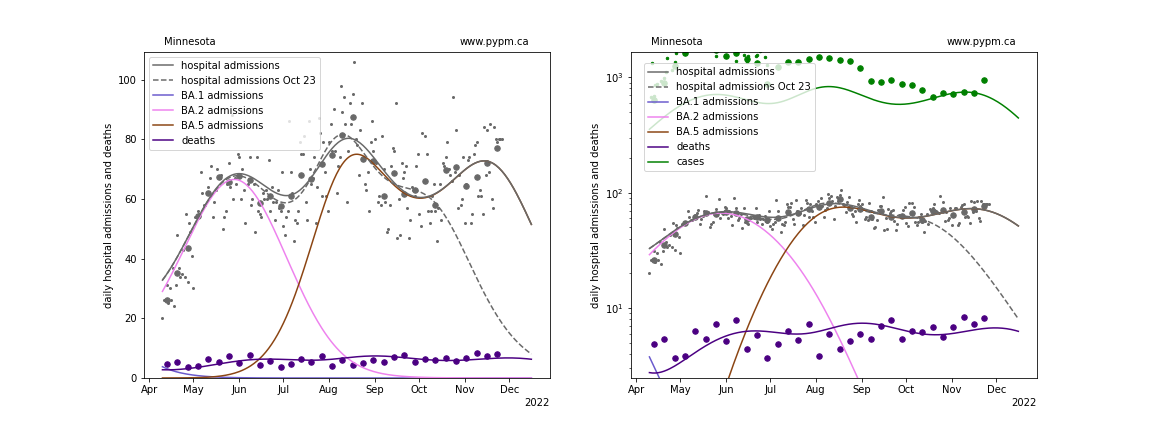 Minnesota
www.pypm.ca
hospital admissions
hospital admissions Oct 23
BA.1 admissions
BA.2 admissions
BA.5 admissions
deaths
daily hospital admissions and deaths
100
80
60
40
20
0
Apr
May
Jun
Jul
Aug
Sep
Oct
Nov
Dec
2022
Minnesota
www.pypm.ca
hospital admissions
hospital admissions Oct 23
BA.1 admissions
BA.2 admissions
BA.5 admissions
deaths
cases
daily hospital admissions and deaths
10³
10²
10¹
Apr
May
Jun
Jul
Aug
Sep
Oct
Nov
Dec
2022